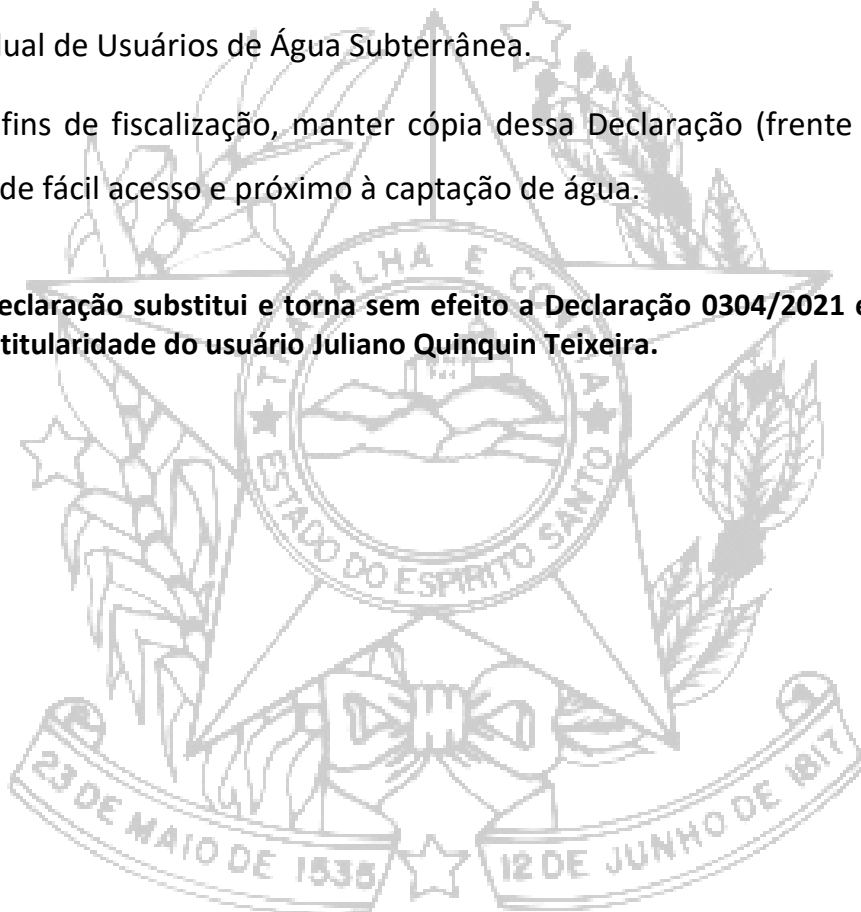 dual de Usuários de Água Subterrânea.
fins de fiscalização, manter cópia dessa Declaração (frente
de fácil acesso e próximo à captação de água.
eclaração substitui e torna sem efeito a Declaração 0304/2021 e
titularidade do usuário Juliano Quinquin Teixeira.
TRABALHA E CONFIA
ESTADO DO ESPIRITO SANTO
23 DE MAIO DE 1535
12 DE JUNHO DE 1817